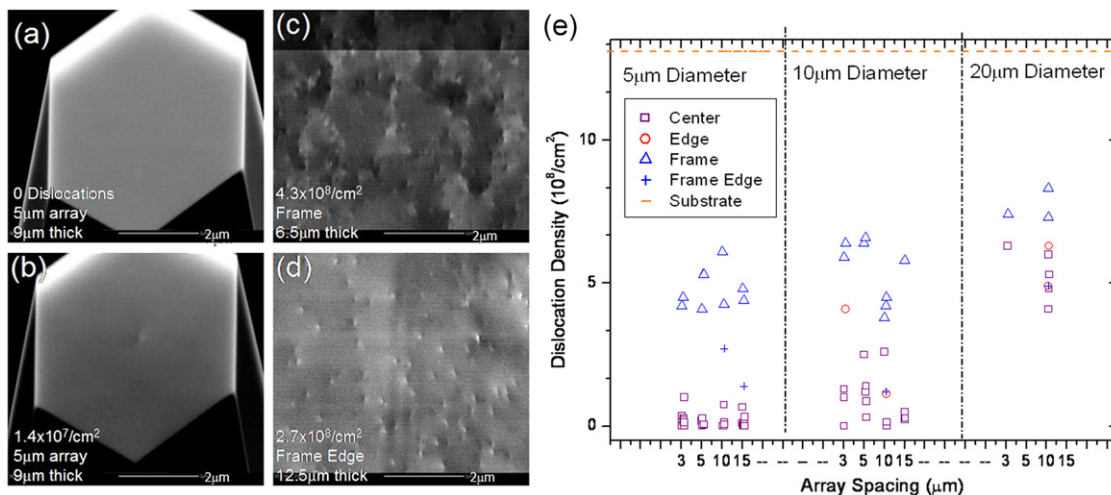 (a)
0 Dislocations
5μm array
9μm thick
2μm
(b)
1.4x10⁷/cm²
5μm array
9μm thick
2μm
(c)
4.3x10⁸/cm²
Frame
6.5μm thick
2μm
(d)
2.7x10⁸/cm²
Frame Edge
12.5μm thick
2μm
(e)
5μm Diameter
10μm Diameter
20μm Diameter
Center
Edge
Frame
Frame Edge
Substrate
Dislocation Density (10⁸/cm²)
10
5
0
3 5 10 15 -- -- -- -- 3 5 10 15 -- -- -- -- 3 5 10 15
Array Spacing (μm)